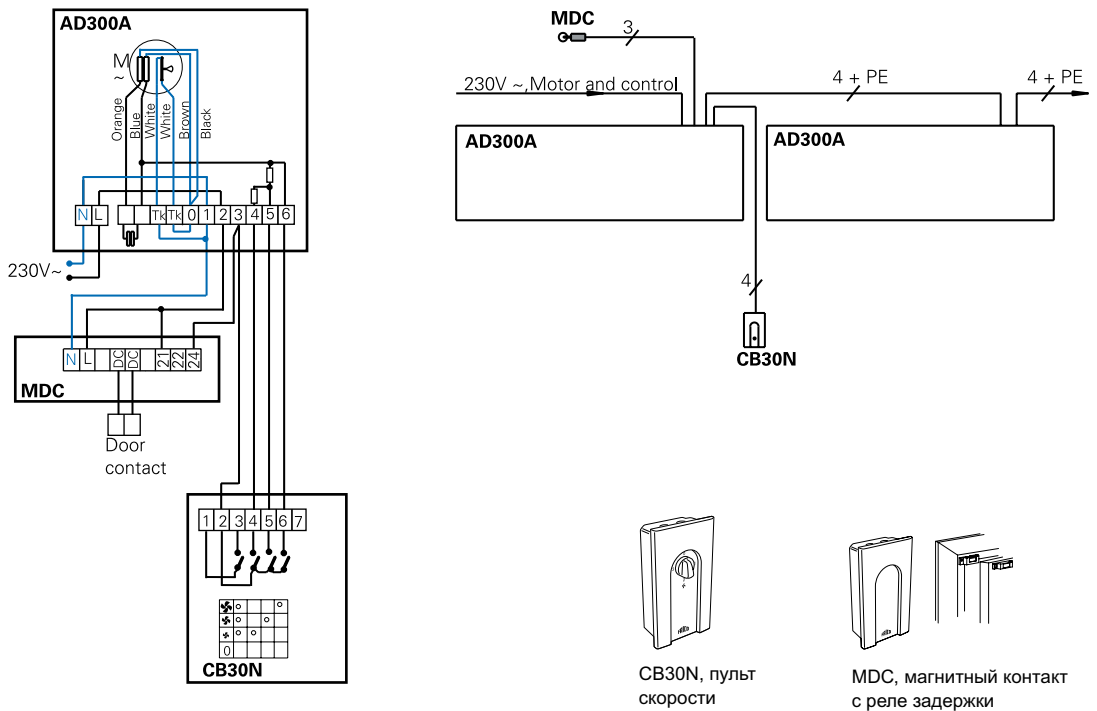 AD300A
M
~
Orange
Blue
White
White
Brown
Black
N L Tk Tk 0 1 2 3 4 5 6
230V~
N L DC DC 21 22 24
MDC
Door
contact
1 2 3 4 5 6 7
0
CB30N
MDC
3
230V ~,Motor and control
4 + PE
4 + PE
AD300A
AD300A
4
CB30N
CB30N, пульт
скорости
MDC, магнитный контакт
с реле задержки